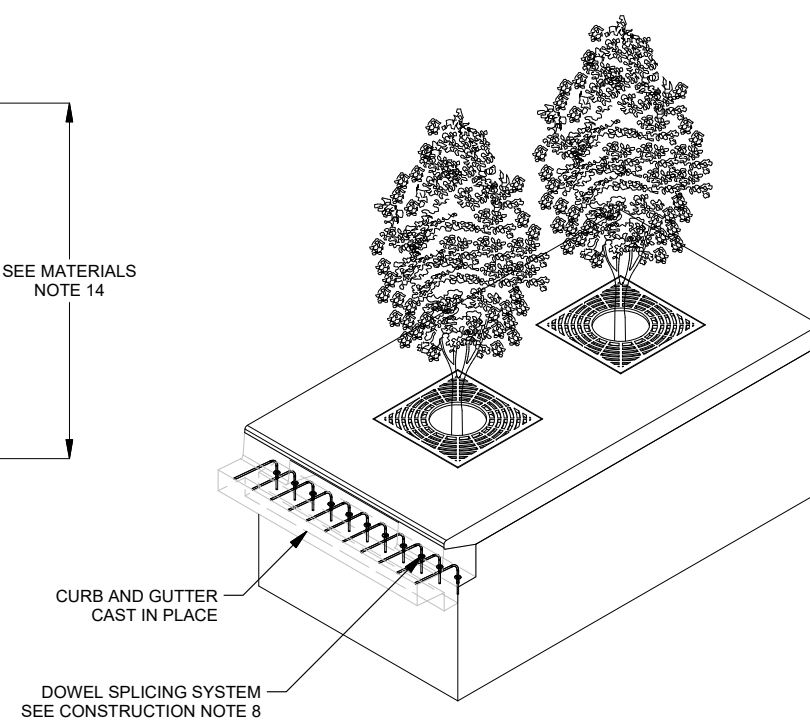 SEE MATERIALS
NOTE 14
CURB AND GUTTER
CAST IN PLACE
DOWEL SPLICING SYSTEM
SEE CONSTRUCTION NOTE 8